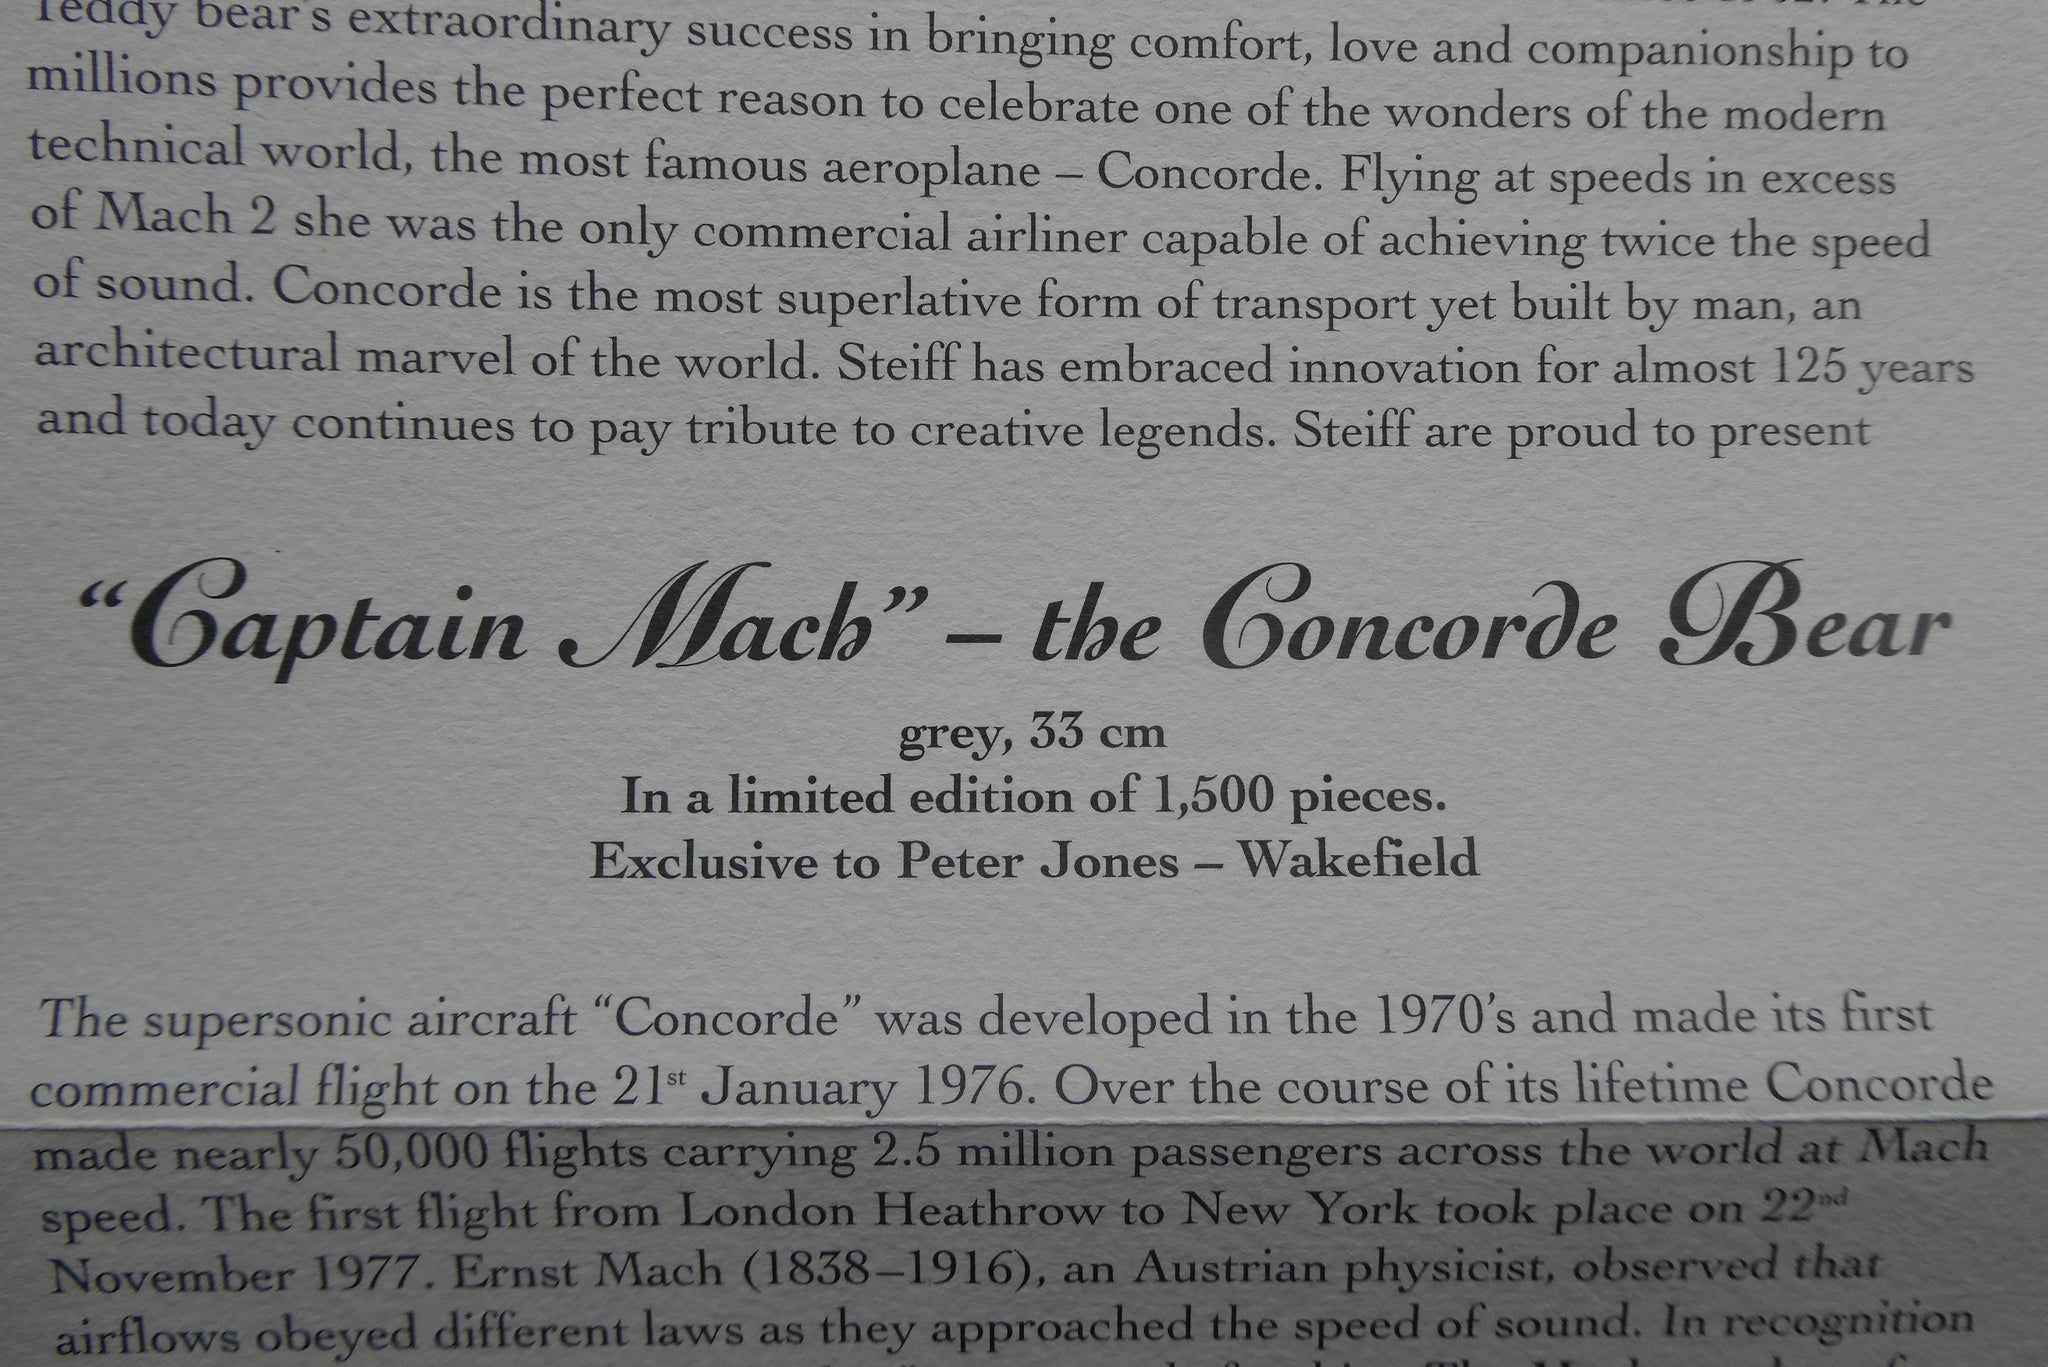 Teddy bear's extraordinary success in bringing comfort, love and companionship to
millions provides the perfect reason to celebrate one of the wonders of the modern
technical world, the most famous aeroplane – Concorde. Flying at speeds in excess
of Mach 2 she was the only commercial airliner capable of achieving twice the speed
of sound. Concorde is the most superlative form of transport yet built by man, an
architectural marvel of the world. Steiff has embraced innovation for almost 125 years
and today continues to pay tribute to creative legends. Steiff are proud to present
“Captain Mach” – the Concorde Bear
grey, 33 cm
In a limited edition of 1,500 pieces.
Exclusive to Peter Jones – Wakefield
The supersonic aircraft “Concorde” was developed in the 1970’s and made its first
commercial flight on the 21st January 1976. Over the course of its lifetime Concorde
made nearly 50,000 flights carrying 2.5 million passengers across the world at Mach
speed. The first flight from London Heathrow to New York took place on 22nd
November 1977. Ernst Mach (1838–1916), an Austrian physicist, observed that
airflows obeyed different laws as they approached the speed of sound. In recognition